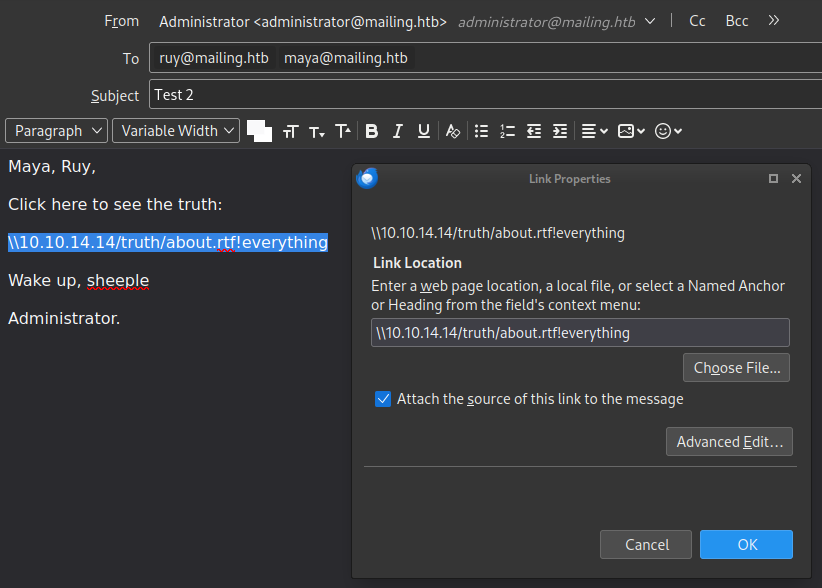 From Administrator <administrator@mailing.htb> administrator@mailing.htb Cc Bcc »
To ruy@mailing.htb maya@mailing.htb
Subject Test 2
Paragraph Variable Width
Maya, Ruy,
Click here to see the truth:
\\10.10.14.14/truth/about.rtf!everything
Wake up, sheeple
Administrator.
Link Properties
\\10.10.14.14/truth/about.rtf!everything
Link Location
Enter a web page location, a local file, or select a Named Anchor
or Heading from the field's context menu:
\\10.10.14.14/truth/about.rtf!everything
Choose File...
Attach the source of this link to the message
Advanced Edit...
Cancel OK